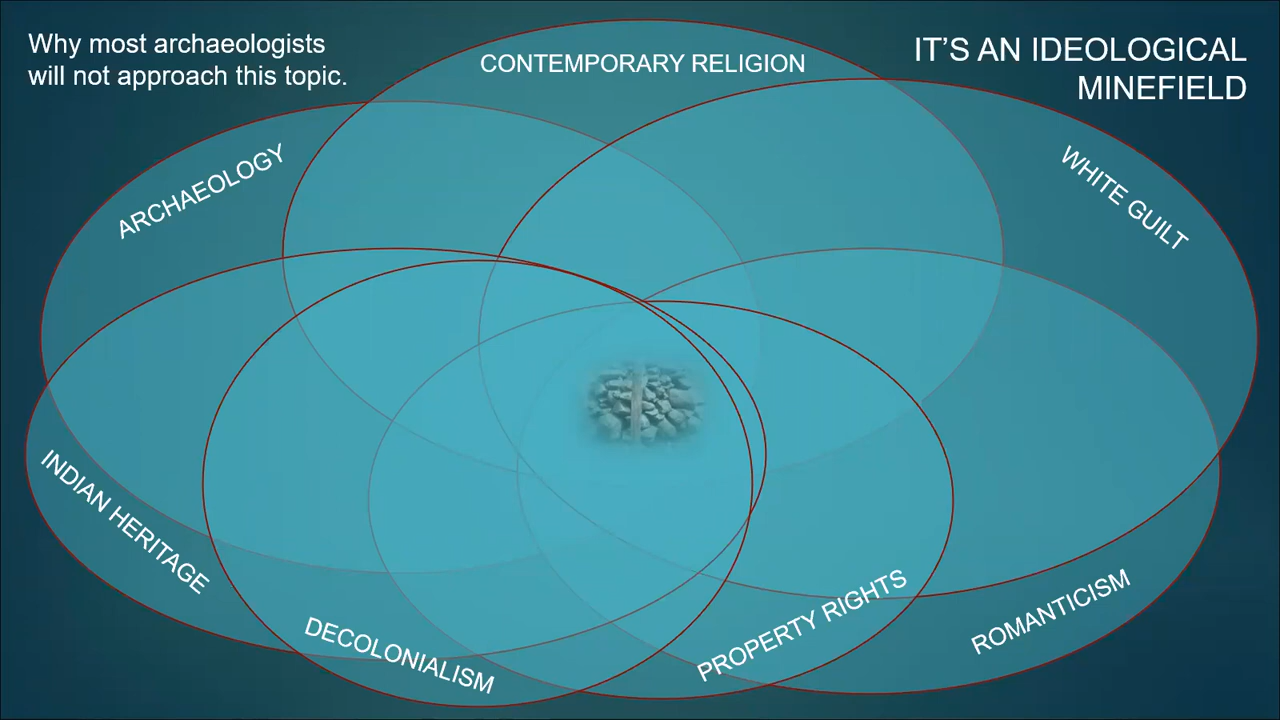 Why most archaeologists
will not approach this topic.
IT’S AN IDEOLOGICAL
MINEFIELD
CONTEMPORARY RELIGION
ARCHAEOLOGY
WHITE GUILT
INDIAN HERITAGE
DECOLONIALISM
PROPERTY RIGHTS
ROMANTICISM